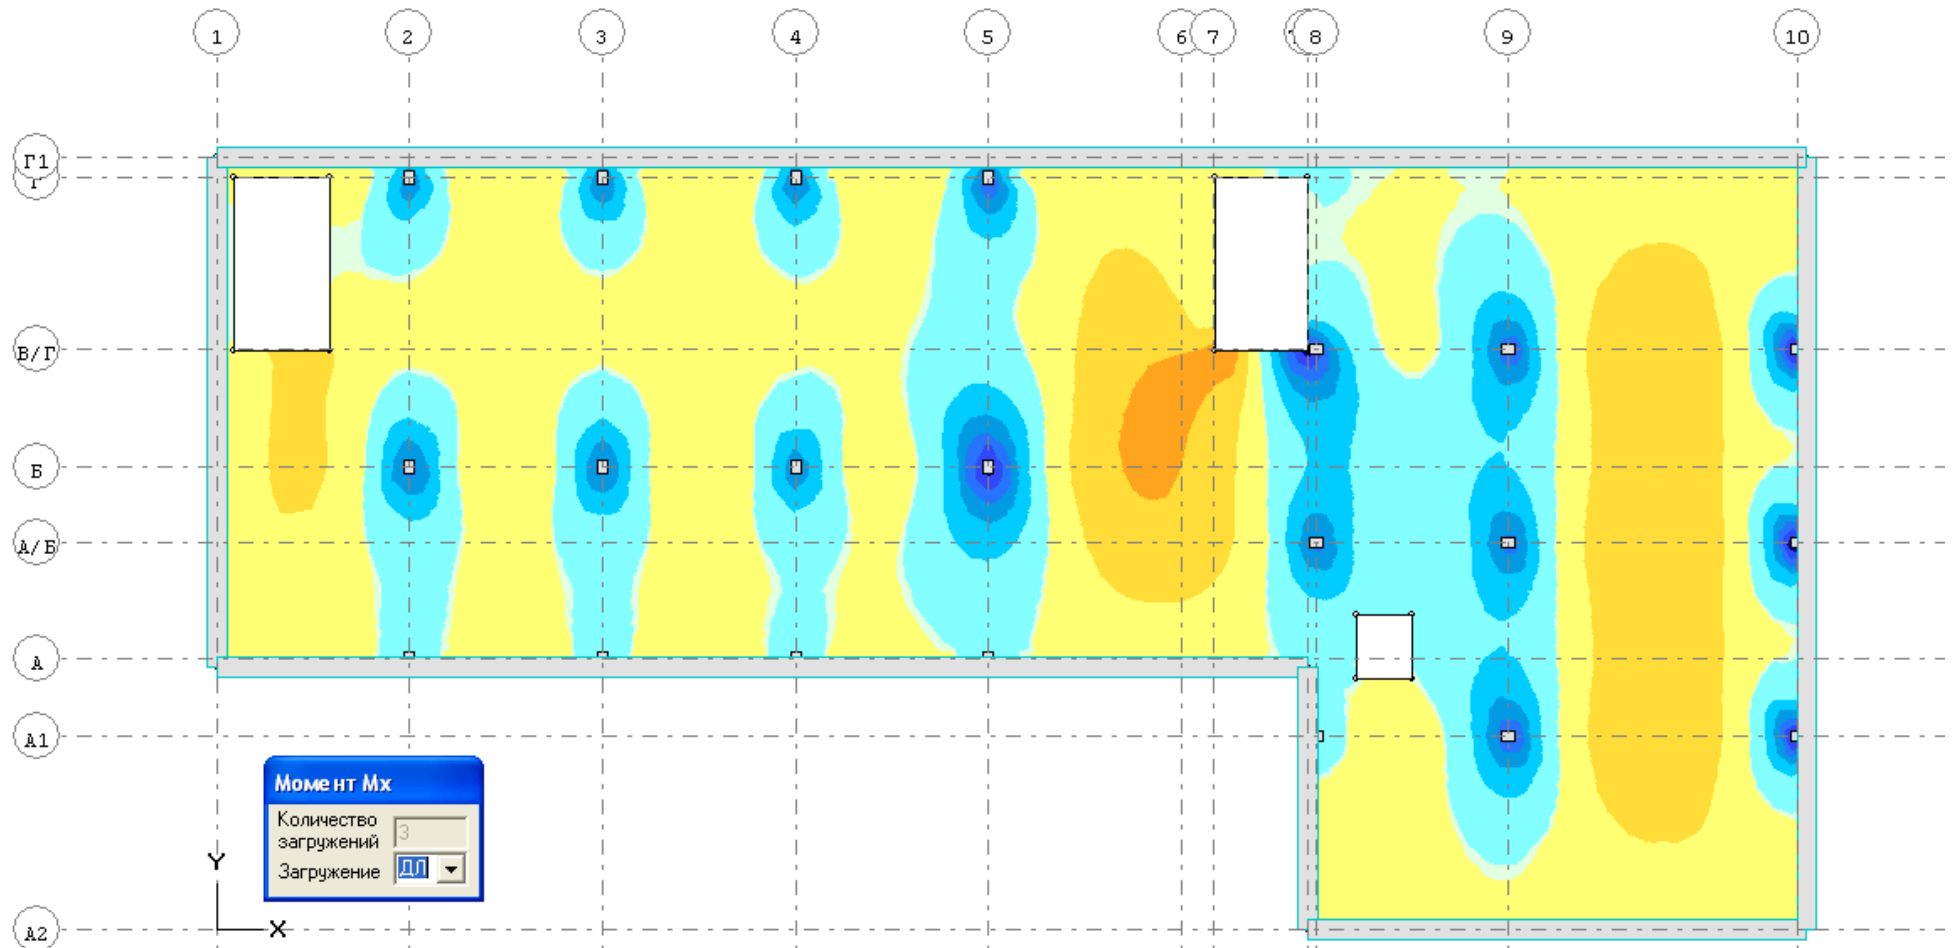 1 2 3 4 5 6 7 8 9 10
Г1
В/Г
Б
А/Б
А
А1
А2
Момент Mx
Количество
загружений
3
Загружение
ДЛ
Y
X